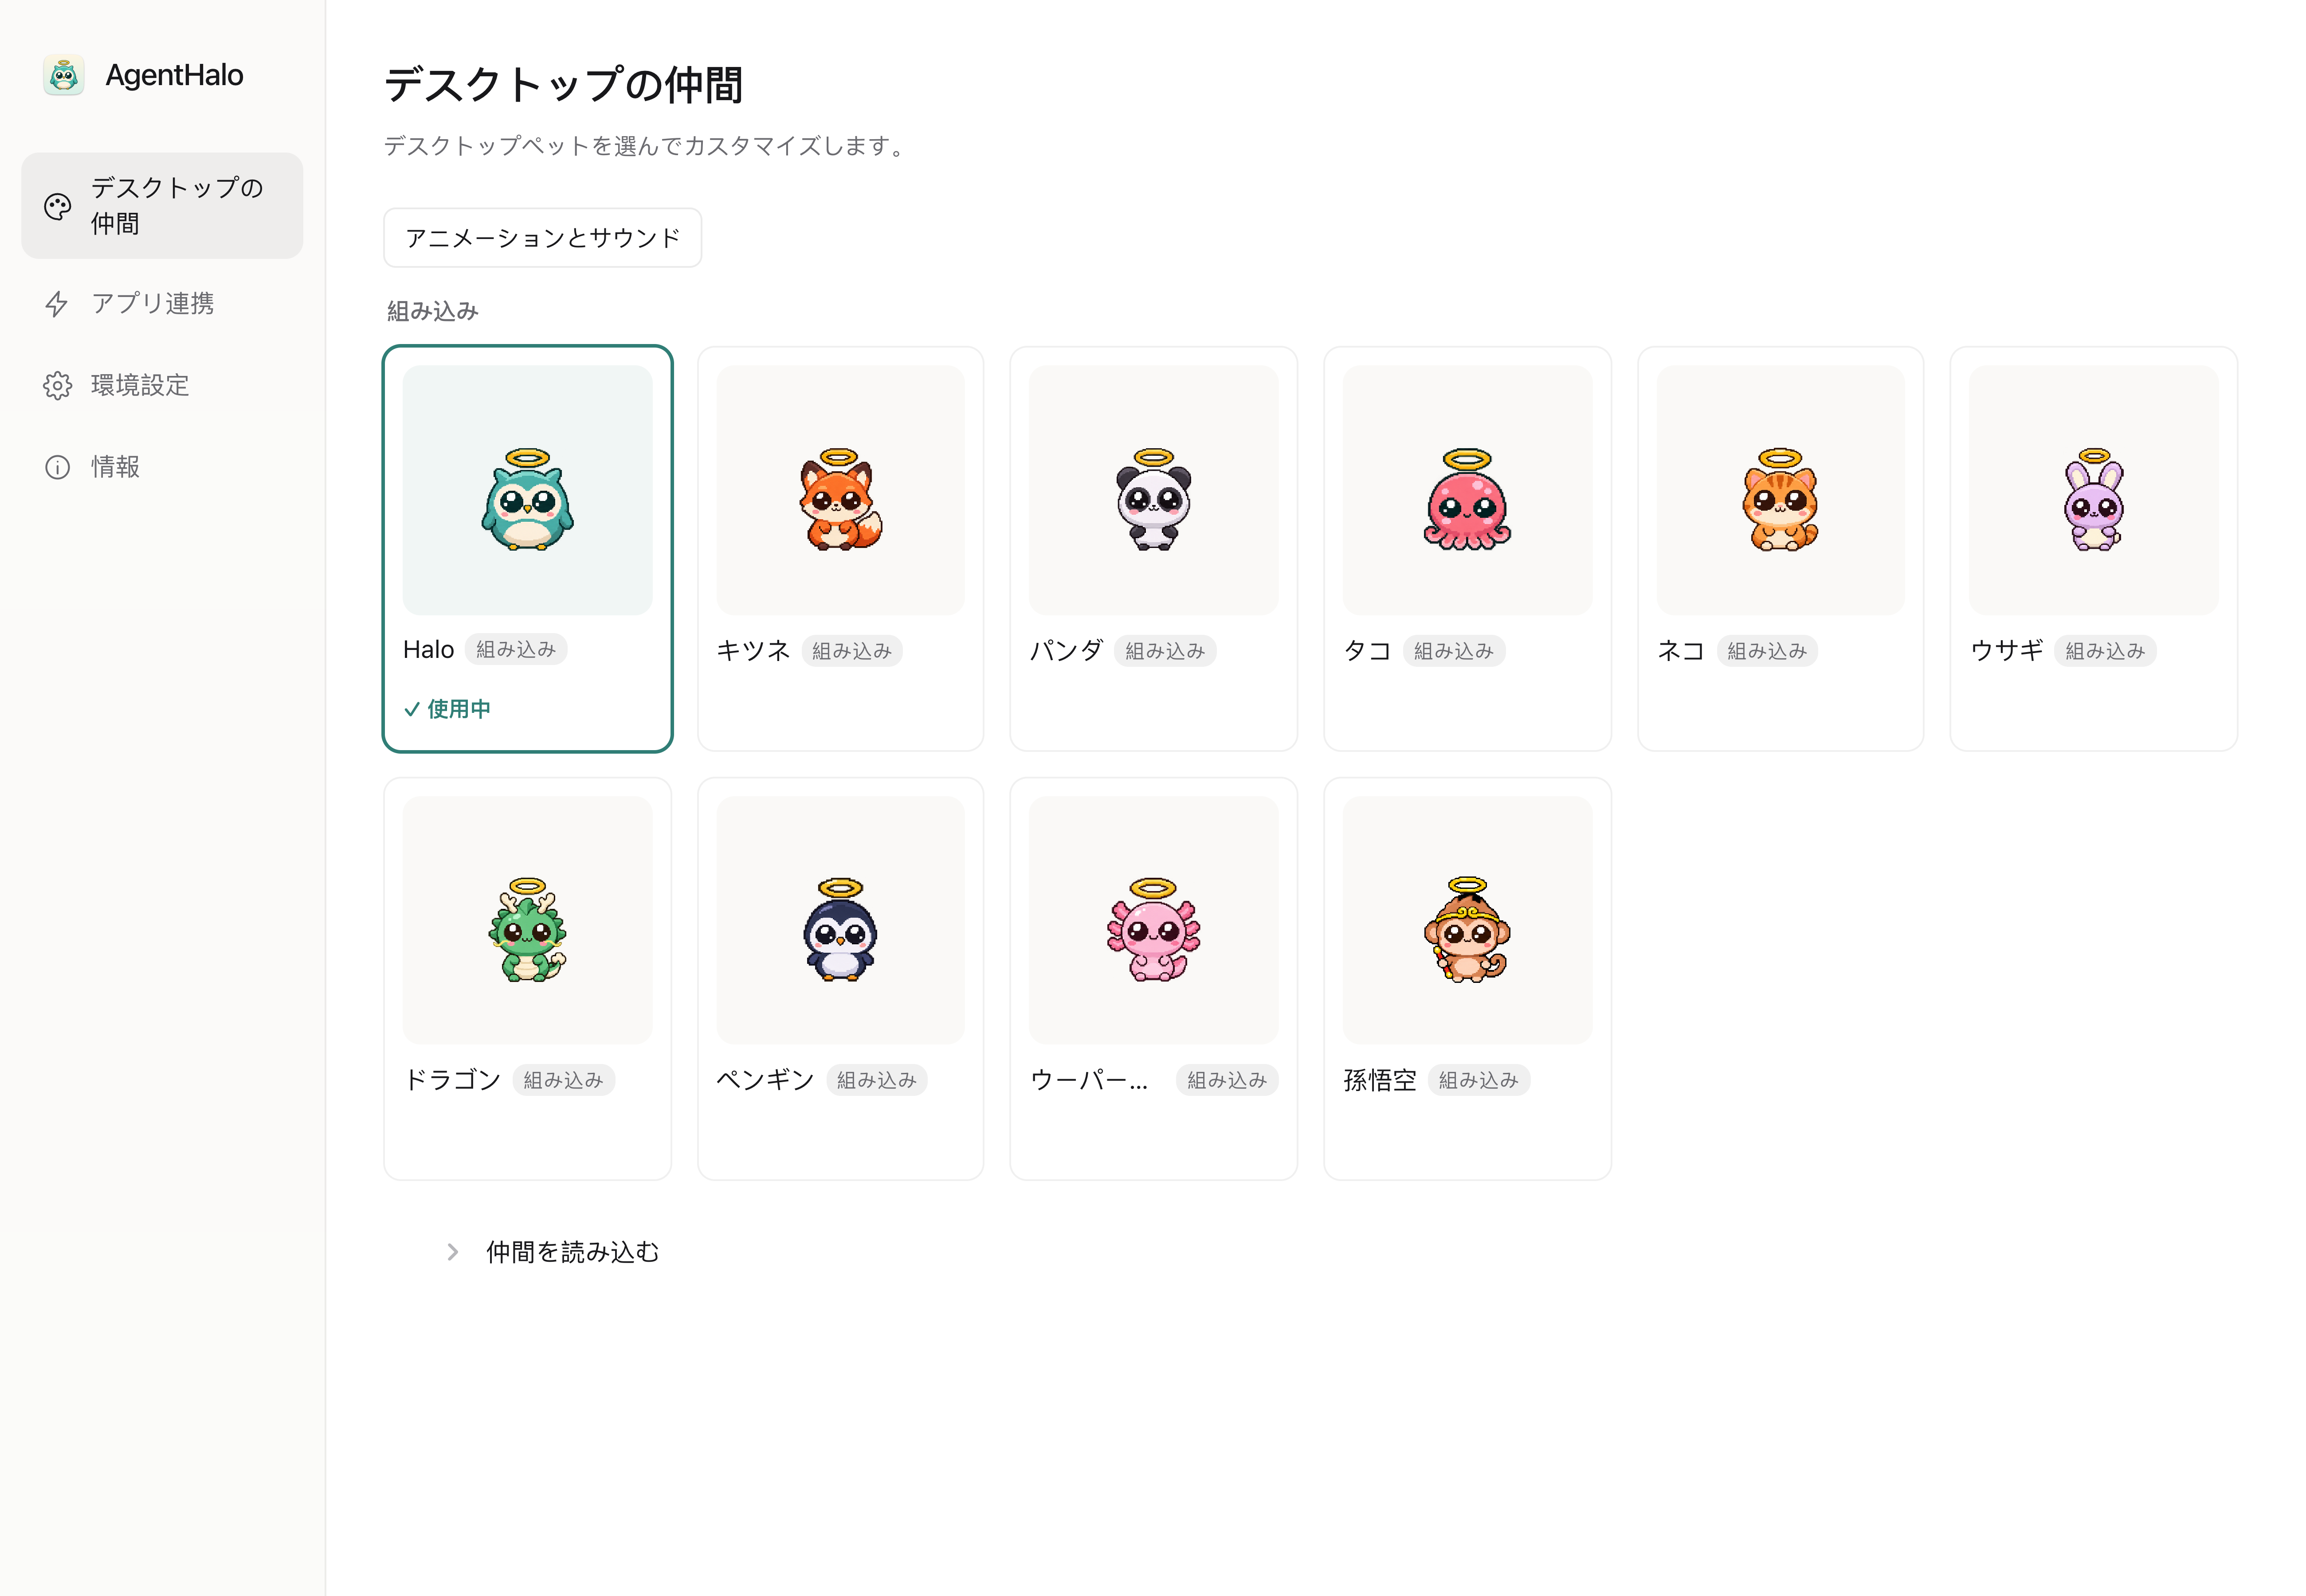 AgentHalo
デスクトップの
仲間
アプリ連携
環境設定
情報
デスクトップの仲間
デスクトップペットを選んでカスタマイズします。
アニメーションとサウンド
組み込み
Halo 組み込み
✓ 使用中
キツネ 組み込み
パンダ 組み込み
タコ 組み込み
ネコ 組み込み
ウサギ 組み込み
ドラゴン 組み込み
ペンギン 組み込み
ウーパー... 組み込み
孫悟空 組み込み
仲間を読み込む